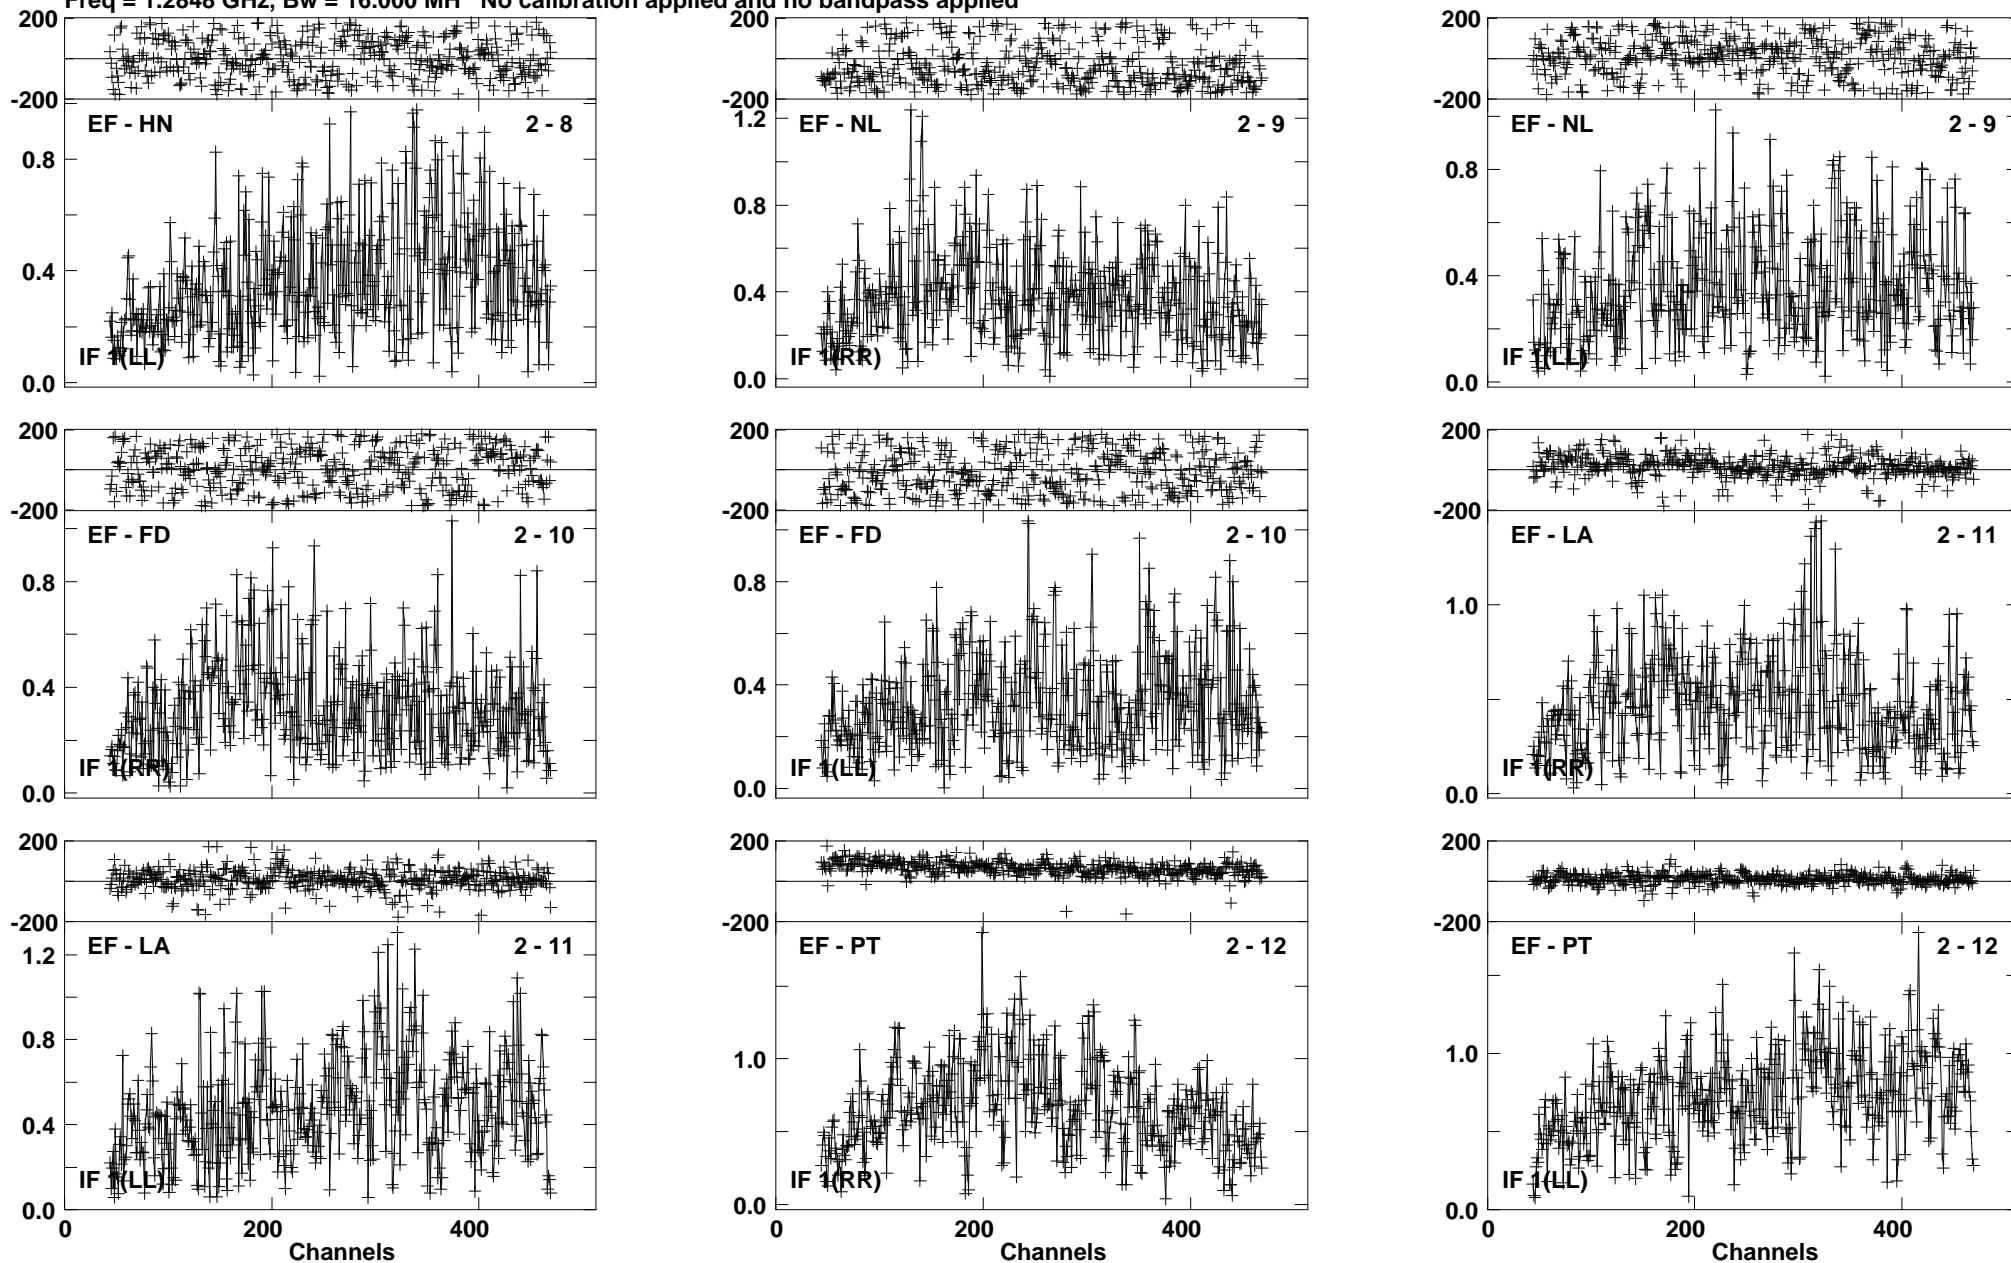 Freq = 1.2848 GHz, Bw = 16.000 MH No calibration applied and no bandpass applied
200 200 200
-200 -200 -200
EF - HN 2 - 8 EF - NL 2 - 9 EF - NL 2 - 9
0.8 1.2 0.8
0.4 0.8 0.4
0.0 0.4 0.0
0.0
IF 1(LL) IF 1(RR) IF 1(LL)
200 200 200
-200 -200 -200
EF - FD 2 - 10 EF - FD 2 - 10 EF - LA 2 - 11
0.8 0.8 1.0
0.4 0.4
0.0 0.0 0.0
IF 1(RR) IF 1(LL) IF 1(RR)
200 200 200
-200 -200 -200
EF - LA 2 - 11 EF - PT 2 - 12 EF - PT 2 - 12
1.2
0.8 1.0 1.0
0.4
0.0 0.0 0.0
IF 1(LL) IF 1(RR) IF 1(LL)
0 200 400 0 200 400 0 200 400
Channels Channels Channels